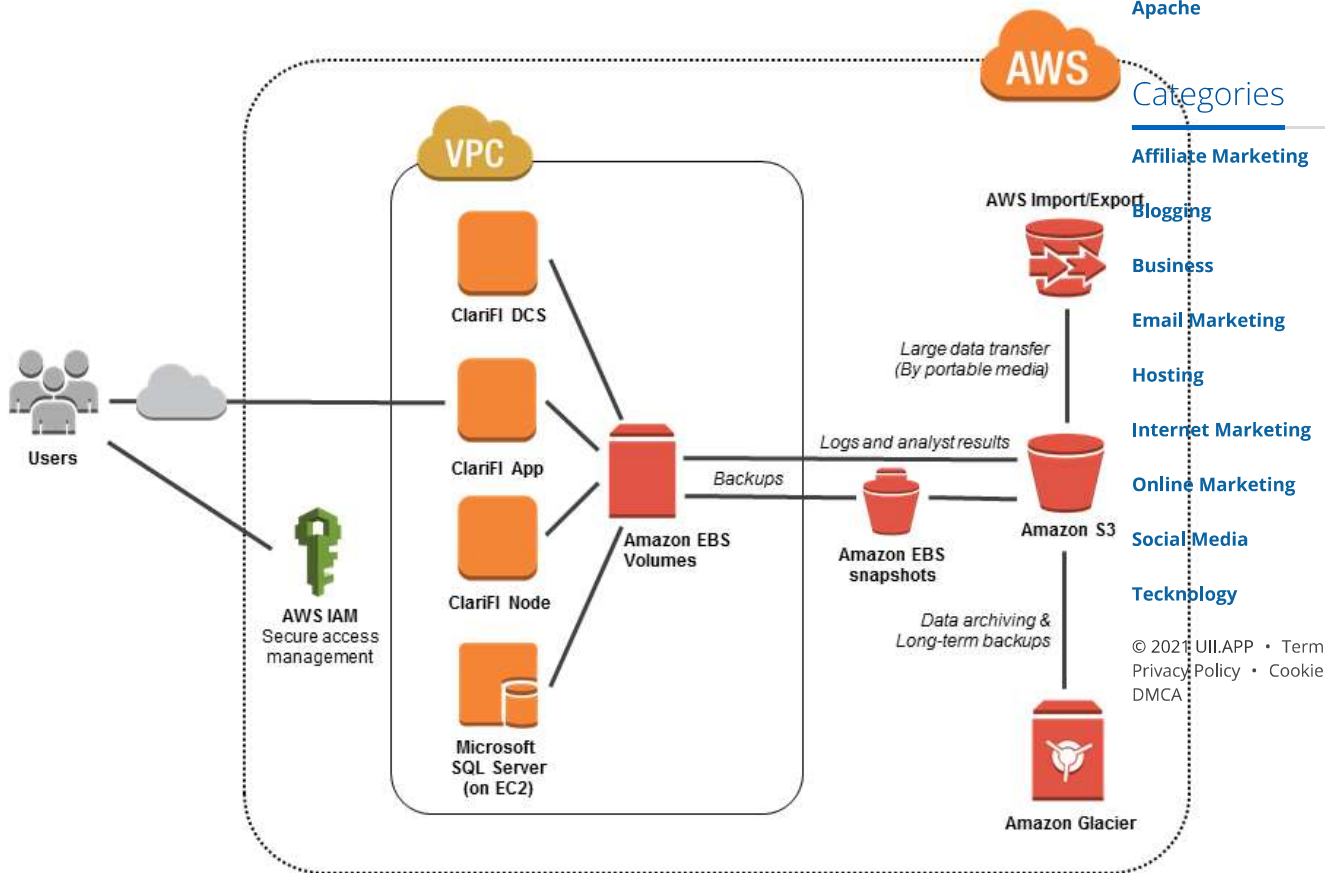 Apache
AWS
Categories
VPC
Affiliate Marketing
AWS Import/Export
Blogging
Business
ClariFI DCS
Email Marketing
Large data transfer
(By portable media)
Hosting
Internet Marketing
Logs and analyst results
Users
ClariFI App
Backups
Online Marketing
Amazon S3
Amazon EBS
Volumes
Social Media
Amazon EBS
snapshots
Tecknology
ClariFI Node
AWS IAM
Secure access
management
Data archiving &
Long-term backups
© 2021 UII.APP • Term
Privacy Policy • Cookie
DMCA
Microsoft
SQL Server
(on EC2)
Amazon Glacier